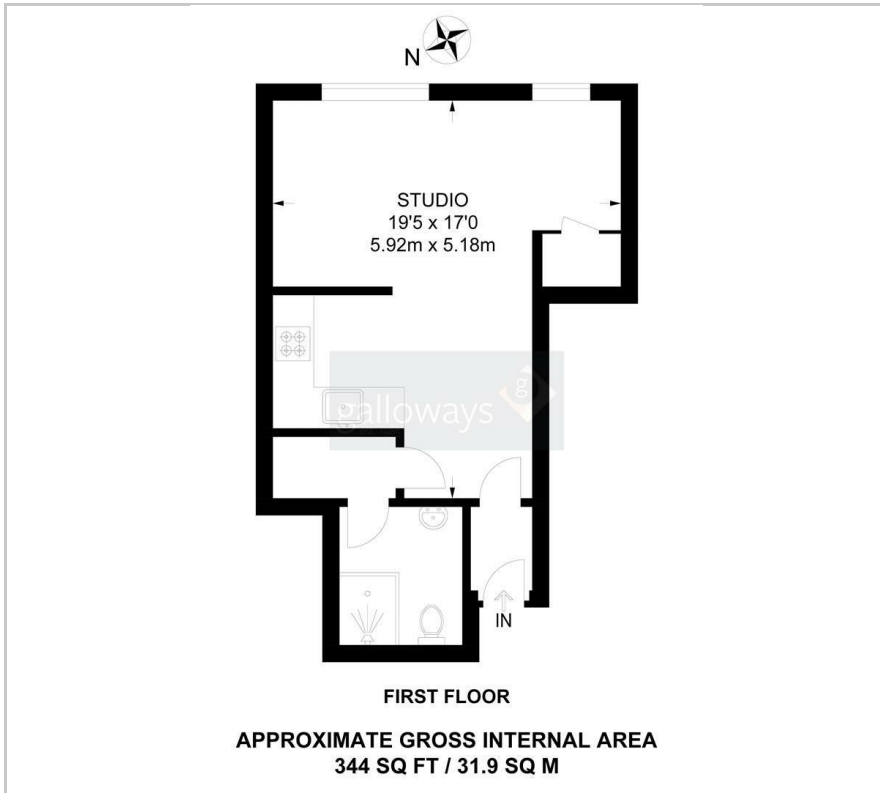 N
STUDIO
19'5 x 17'0
5.92m x 5.18m
galloways
g
IN
FIRST FLOOR
APPROXIMATE GROSS INTERNAL AREA
344 SQ FT / 31.9 SQ M